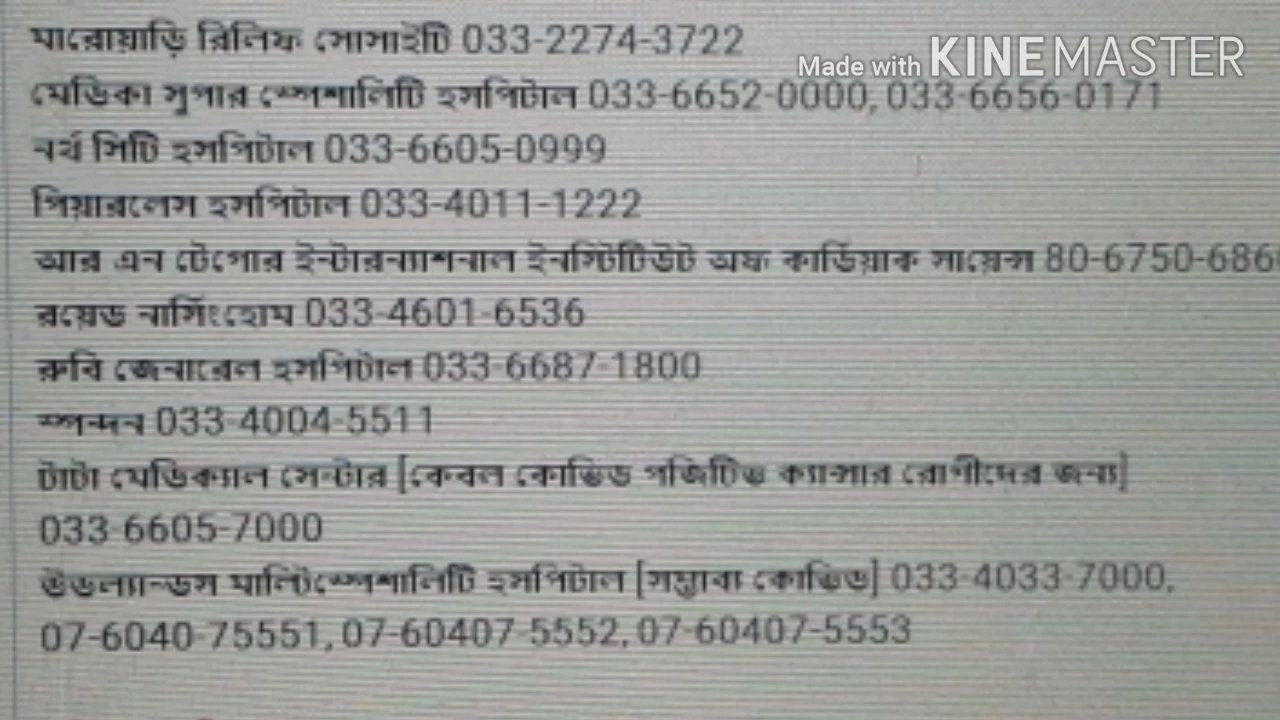 মারোয়াড়ি রিলিফ সোসাইটি 033-2274-3722
Made with KINEMASTER
মেডিকা সুপার স্পেশালিটি হসপিটাল 033-6652-0000, 033-6656-0171
নর্থ সিটি হসপিটাল 033-6605-0999
পিয়ারলেস হসপিটাল 033-4011-1222
আর এন টেগোর ইন্টারন্যাশনাল ইনস্টিটিউট অফ কার্ডিয়াক সায়েন্স 80-6750-686
রয়েড নার্সিংহোম 033-4601-6536
রুবি জেনারেল হসপিটাল 033-6687-1800
স্পন্দন 033-4004-5511
টাটা মেডিক্যাল সেন্টার [কেবল কোভিড পজিটিভ ক্যান্সার রোগীদের জন্য]
033-6605-7000
উডল্যান্ডস মাল্টিস্পেশালিটি হসপিটাল [সম্ভাব্য কোভিড] 033-4033-7000,
07-6040-75551, 07-60407-5552, 07-60407-5553